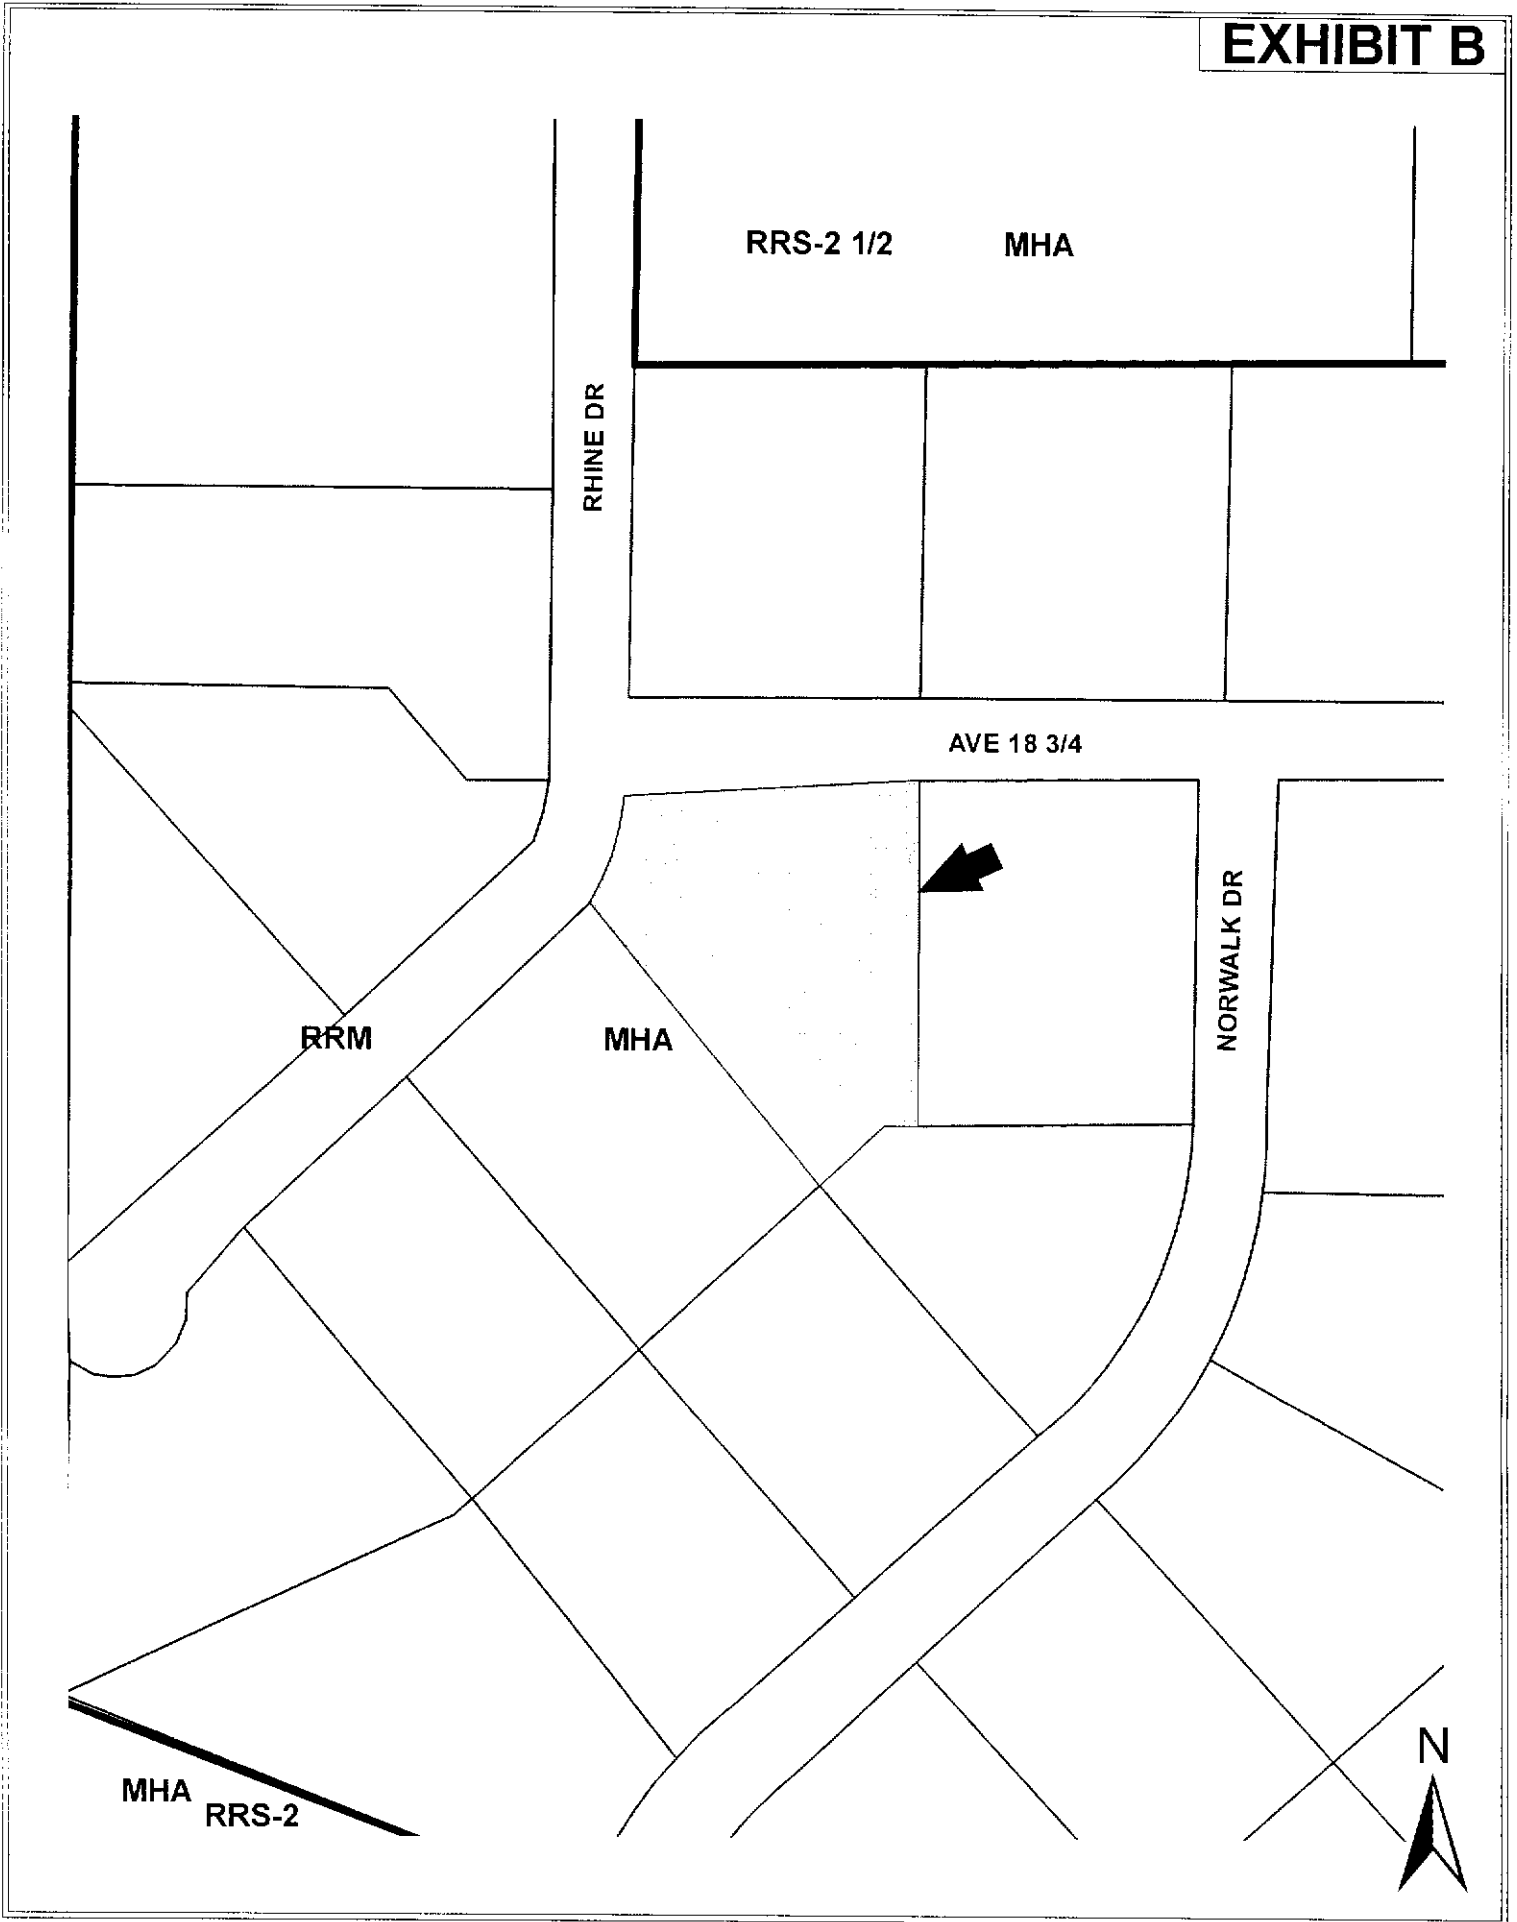 EXHIBIT B
RRS-2 1/2 MHA
RHINE DR
AVE 18 3/4
NORWALK DR
RRM MHA
N
MHA
RRS-2